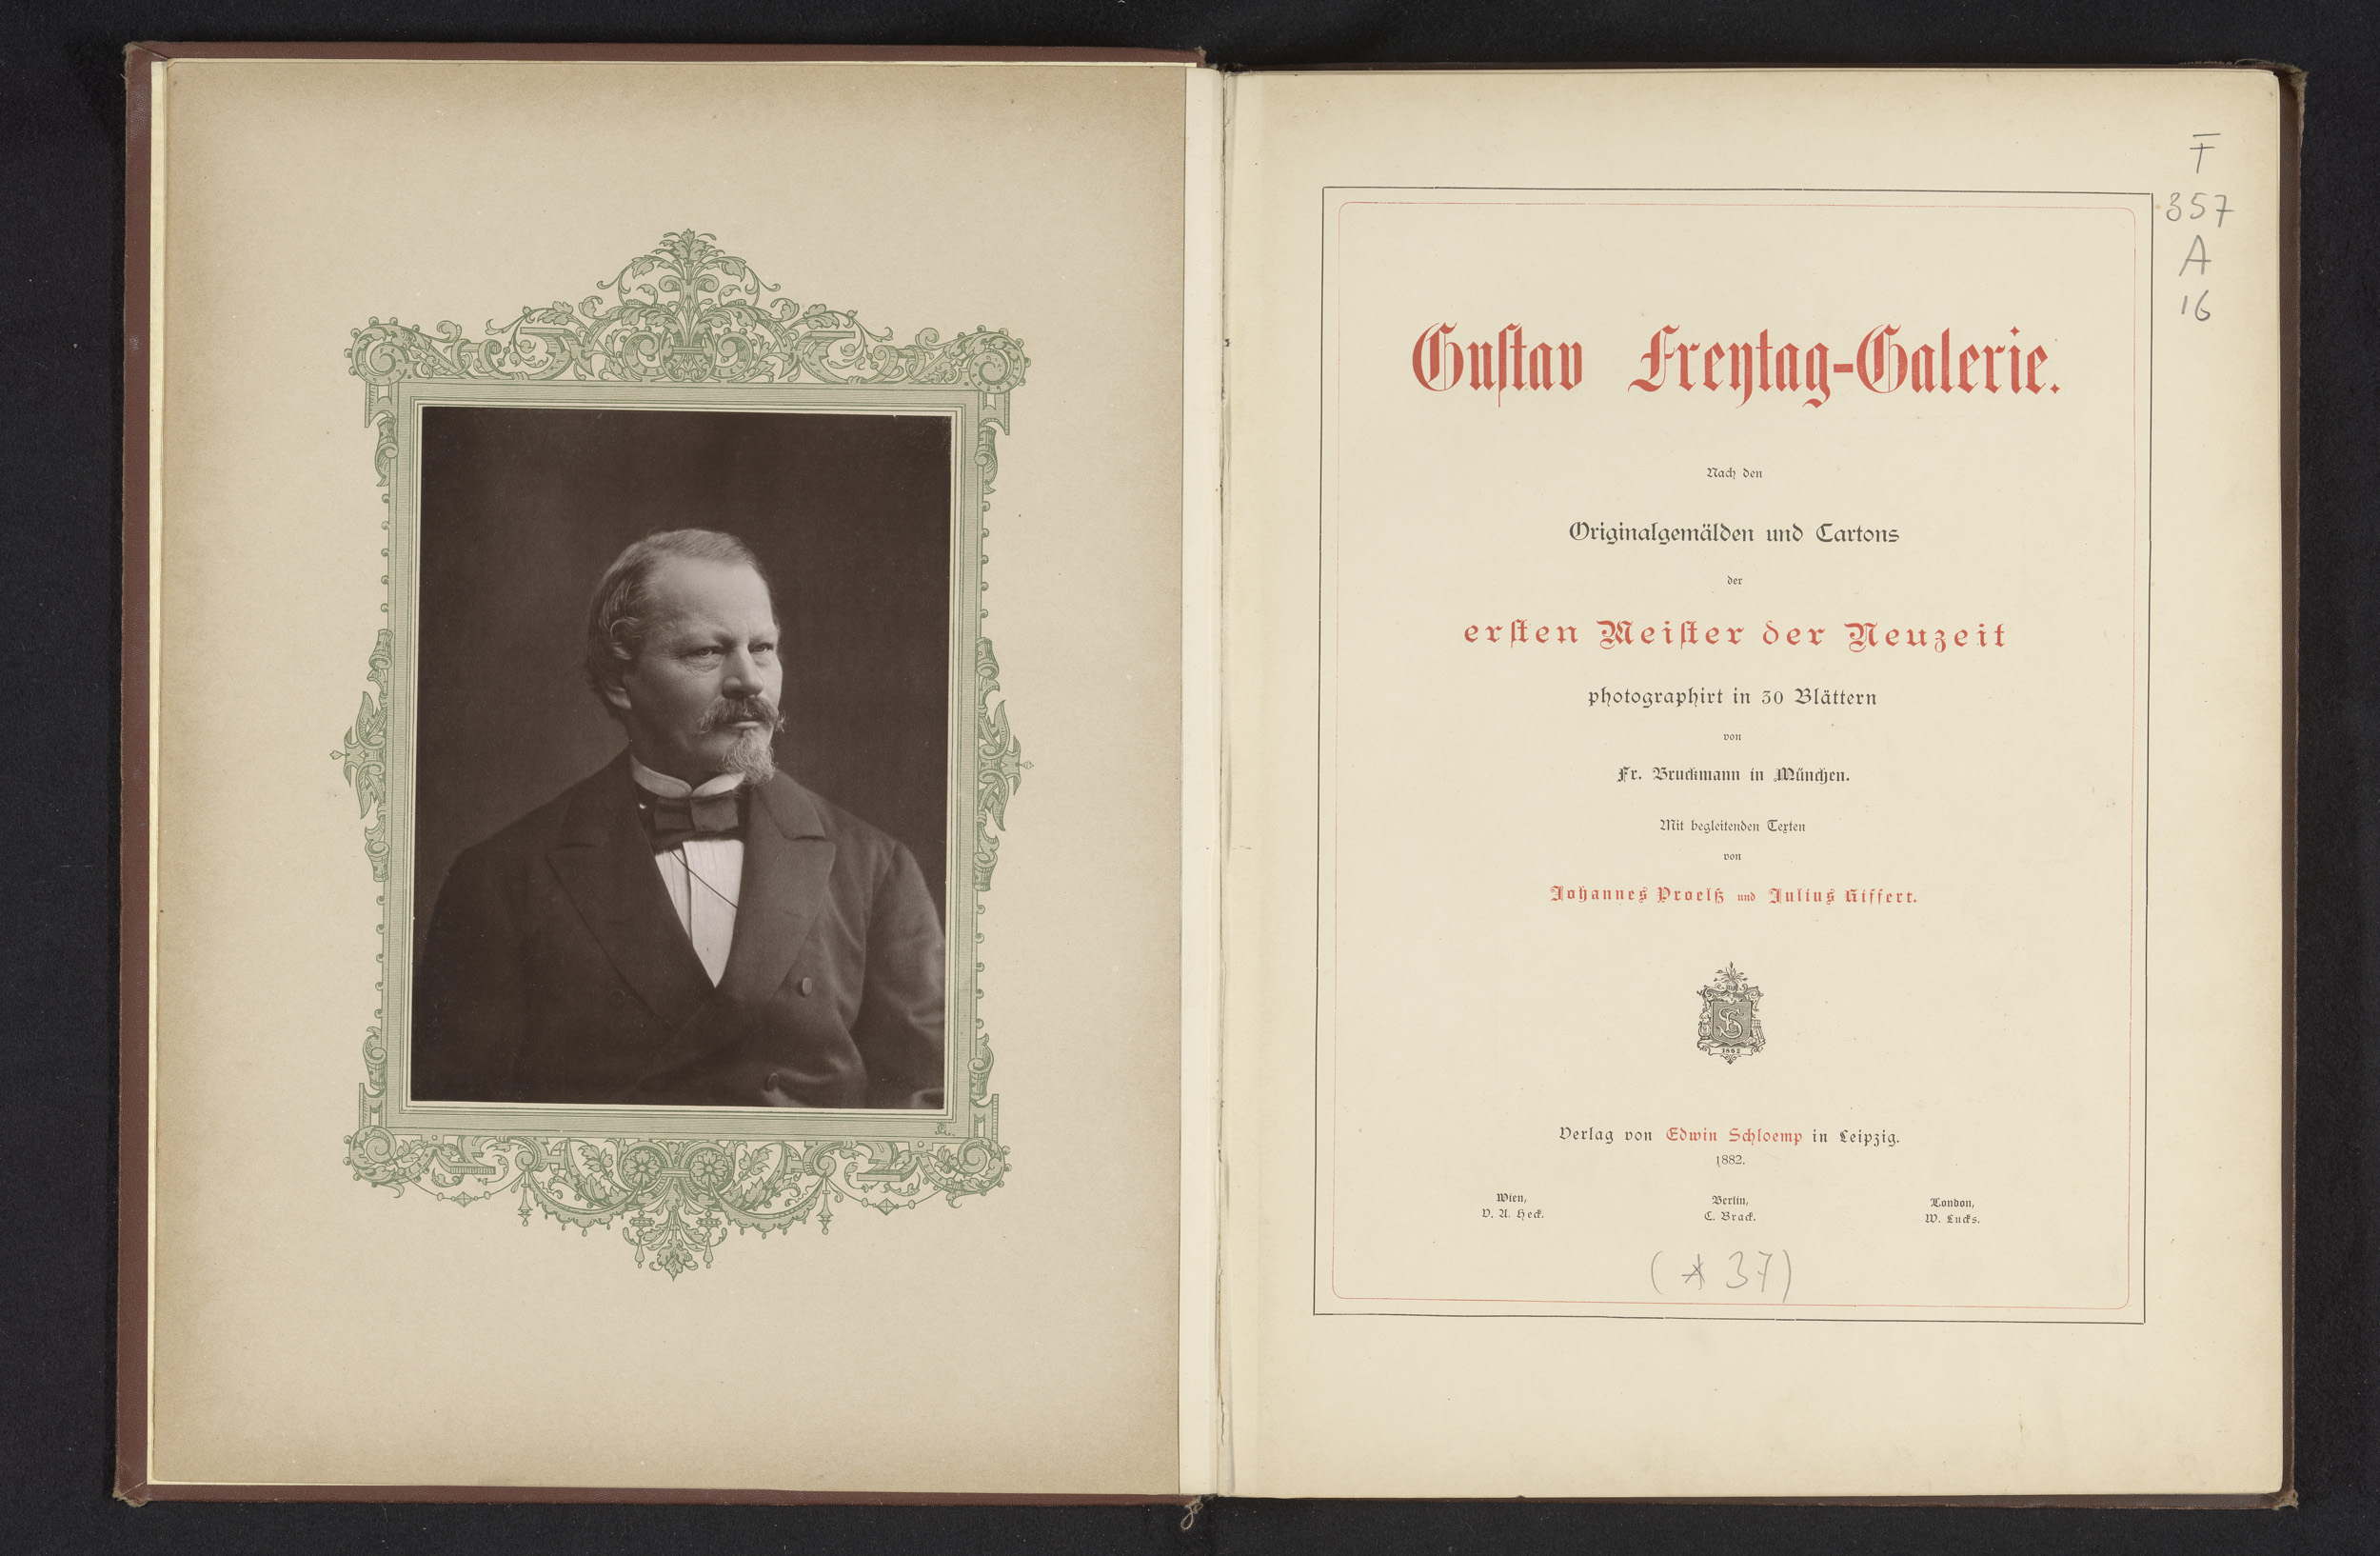 T
357
A
16
Gustav Freytag-Galerie.
Nach den
Originalgemälden und Cartons
der
ersten Meister der Neuzeit
photographirt in 30 Blättern
von
Fr. Bruckmann in München.
Mit begleitenden Texten
von
Johannes Proelß und Julius Riffert.
1882
Verlag von Edwin Schloemp in Leipzig.
1882.
Wien, Berlin, London,
V. A. Heck. C. Brack. W. Lucks.
(* 37)